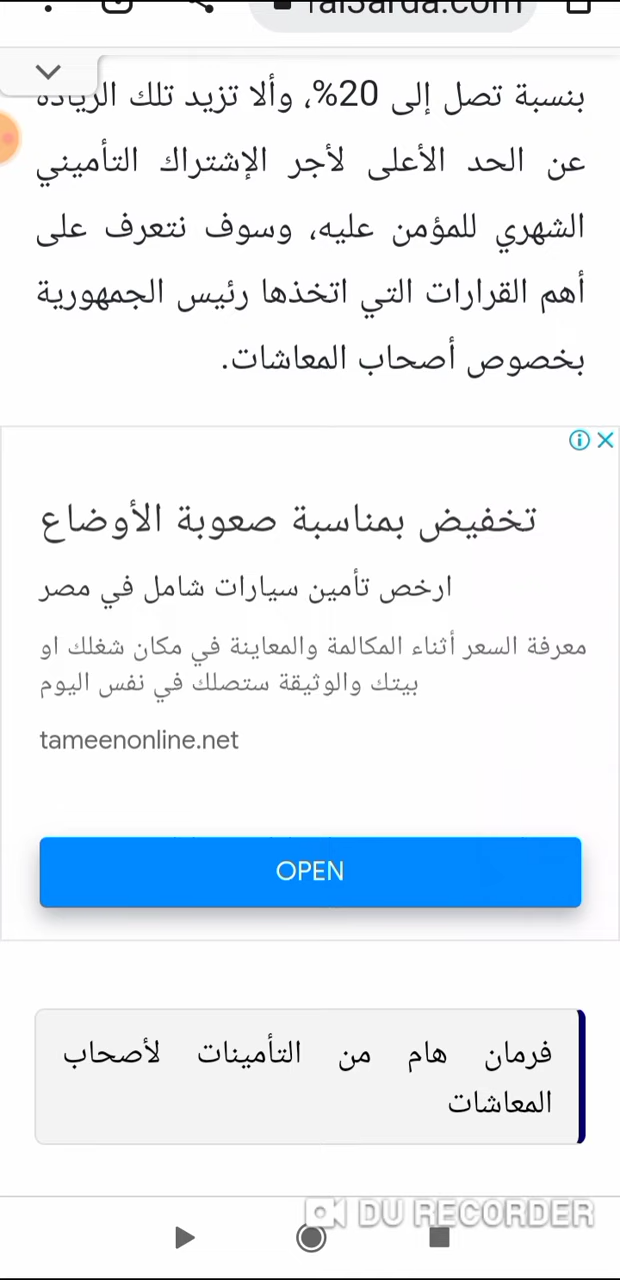 بنسبة تصل إلى 20%، وألا تزيد تلك الزيادة
عن الحد الأعلى لأجر الإشتراك التأميني
الشهري للمؤمن عليه، وسوف نتعرف على
أهم القرارات التي اتخذها رئيس الجمهورية
بخصوص أصحاب المعاشات.
تخفيض بمناسبة صعوبة الأوضاع
ارخص تأمين سيارات شامل في مصر
معرفة السعر أثناء المكالمة والمعاينة في مكان شغلك او
بيتك والوثيقة ستصلك في نفس اليوم
tameenonline.net
OPEN
فرمان هام من التأمينات لأصحاب
المعاشات
DU RECORDER